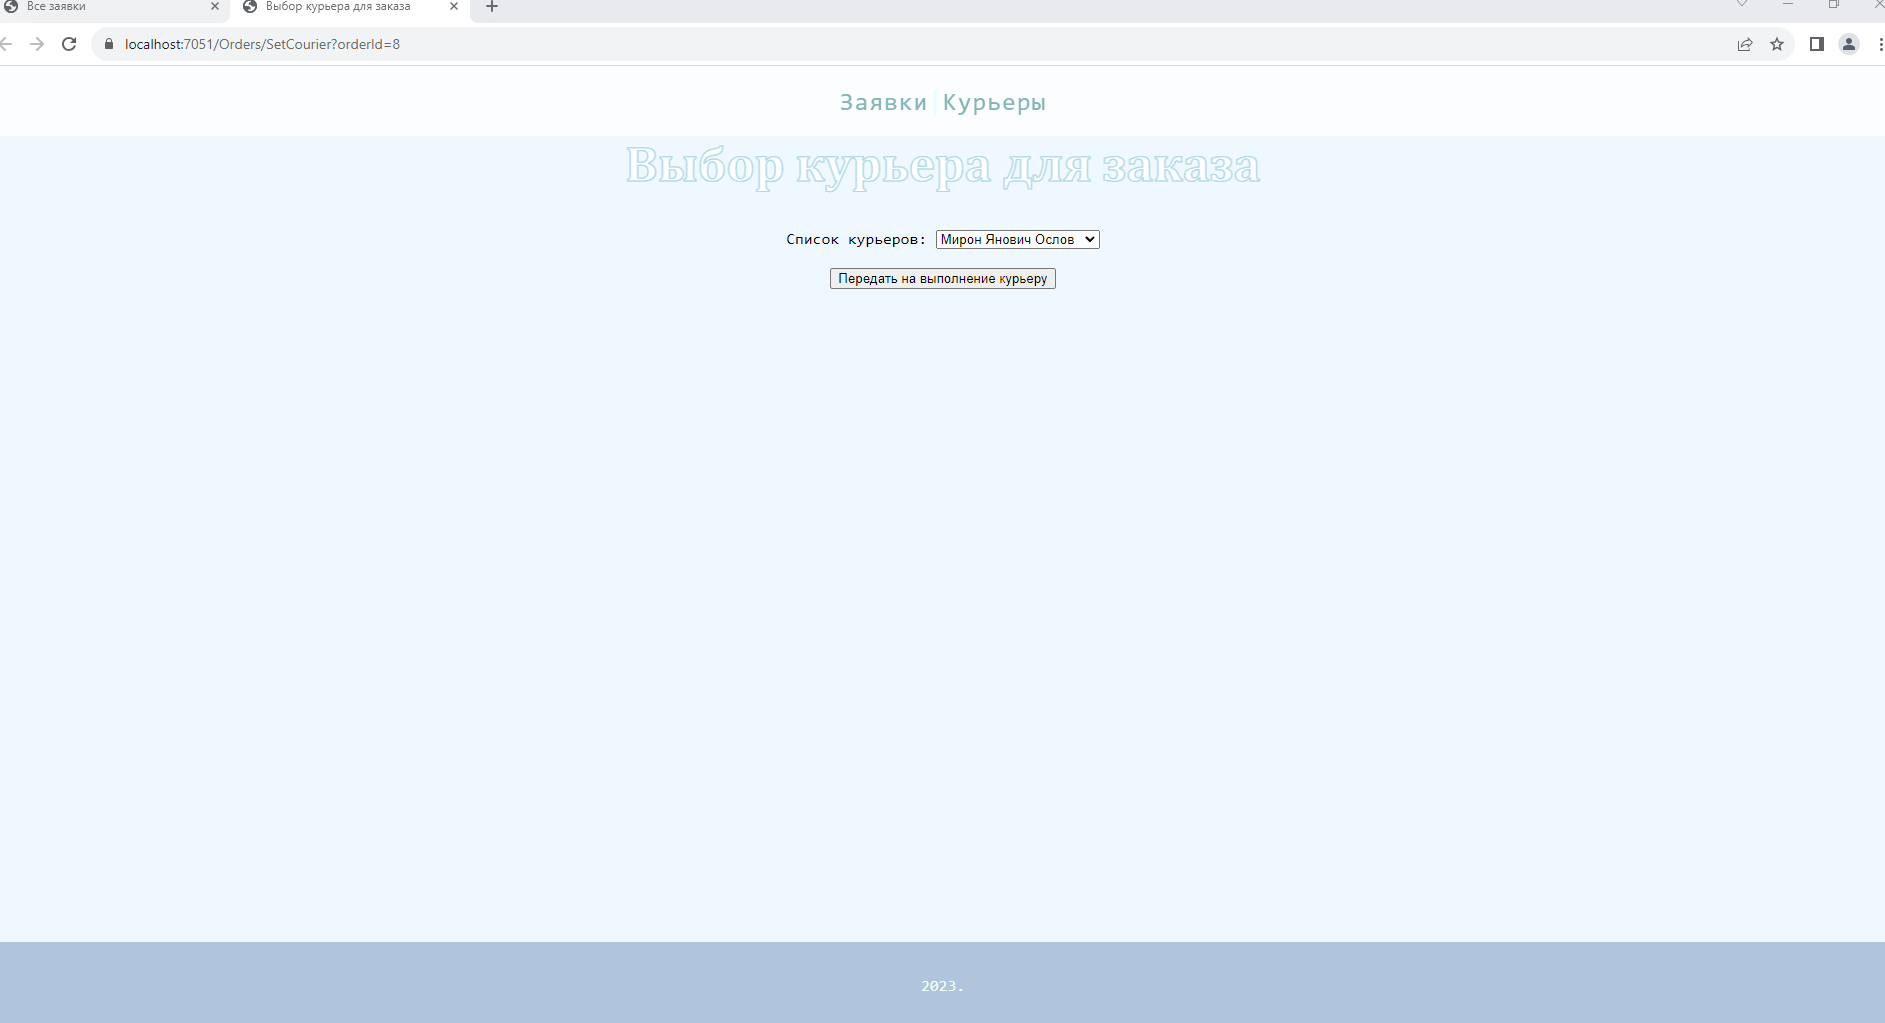 Все заявки
Выбор курьера для заказа
localhost:7051/Orders/SetCourier?orderId=8
Заявки Курьеры
Выбор курьера для заказа
Список курьеров: Мирон Янович Ослов
Передать на выполнение курьеру
2023.